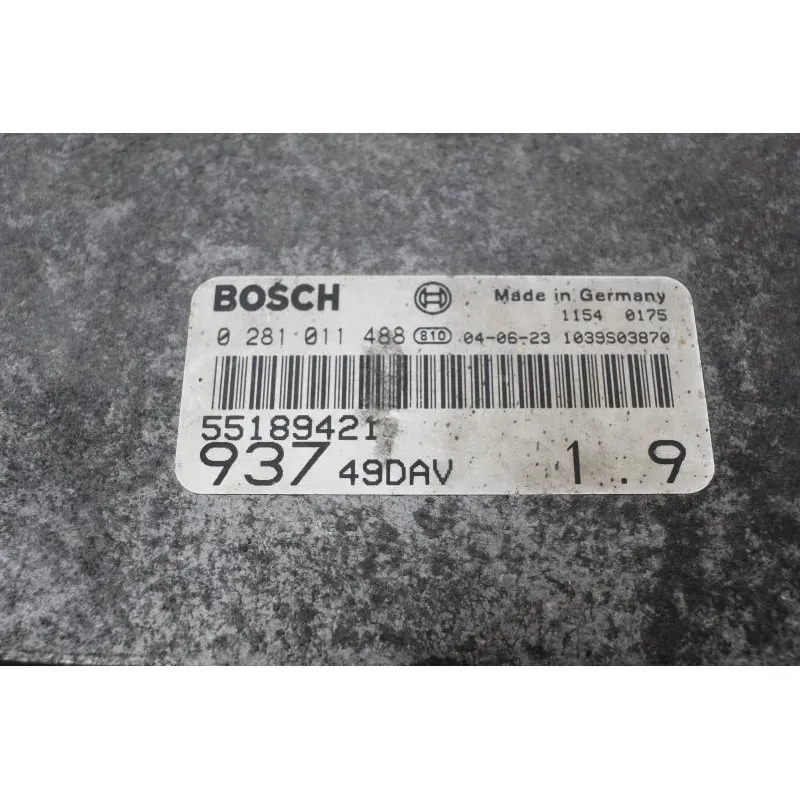 BOSCH Made in Germany
1154 0175
0 281 011 488 810 04-06-23 1039S03870
55189421
937 49DAV 1.9